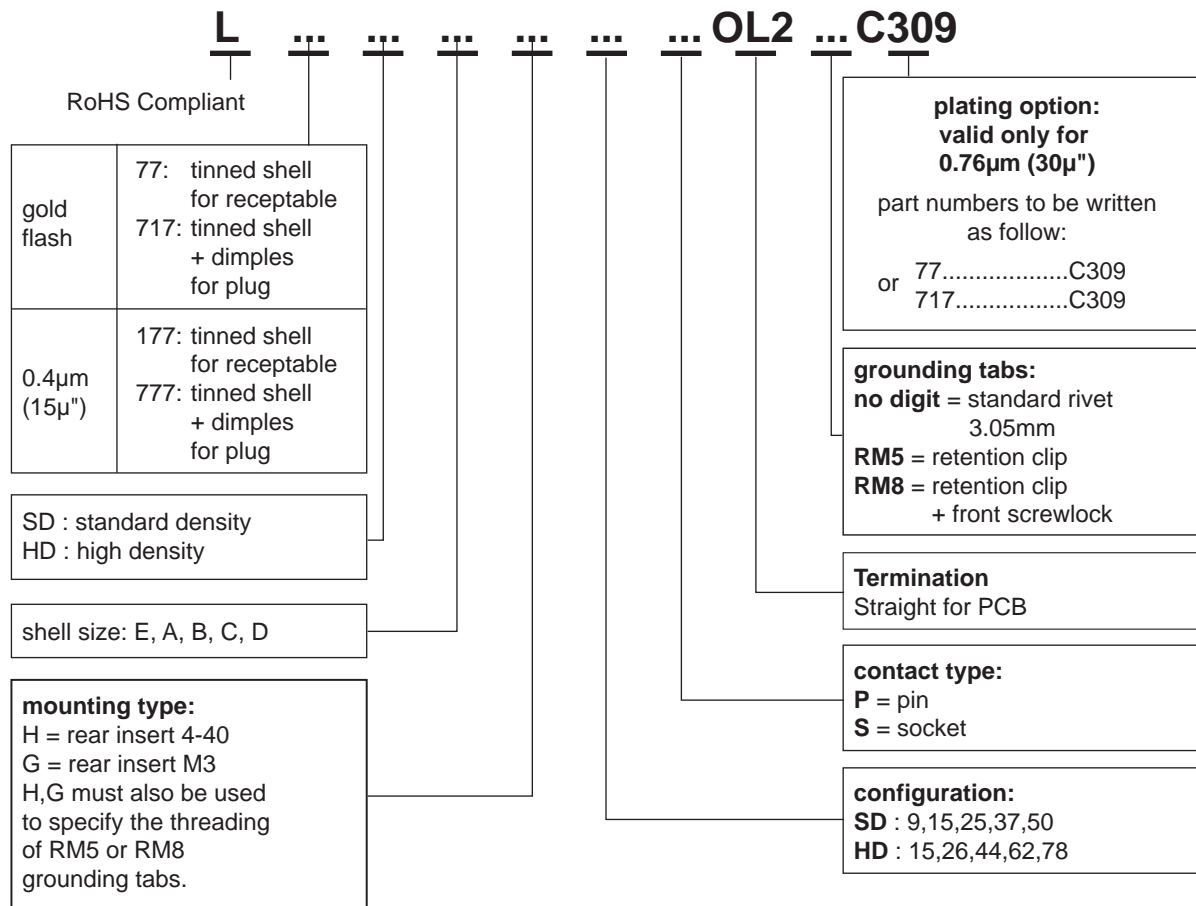 L ... ... ... ... ... ... OL2 ... C309
RoHS Compliant
gold
flash
77: tinned shell
for receptable
717: tinned shell
+ dimples
for plug
0.4µm
(15µ")
177: tinned shell
for receptable
777: tinned shell
+ dimples
for plug
SD : standard density
HD : high density
shell size: E, A, B, C, D
mounting type:
H = rear insert 4-40
G = rear insert M3
H,G must also be used
to specify the threading
of RM5 or RM8
grounding tabs.
plating option:
valid only for
0.76µm (30µ")
part numbers to be written
as follow:
77...................C309
or
717.................C309
grounding tabs:
no digit = standard rivet
3.05mm
RM5 = retention clip
RM8 = retention clip
+ front screwlock
Termination
Straight for PCB
contact type:
P = pin
S = socket
configuration:
SD : 9,15,25,37,50
HD : 15,26,44,62,78